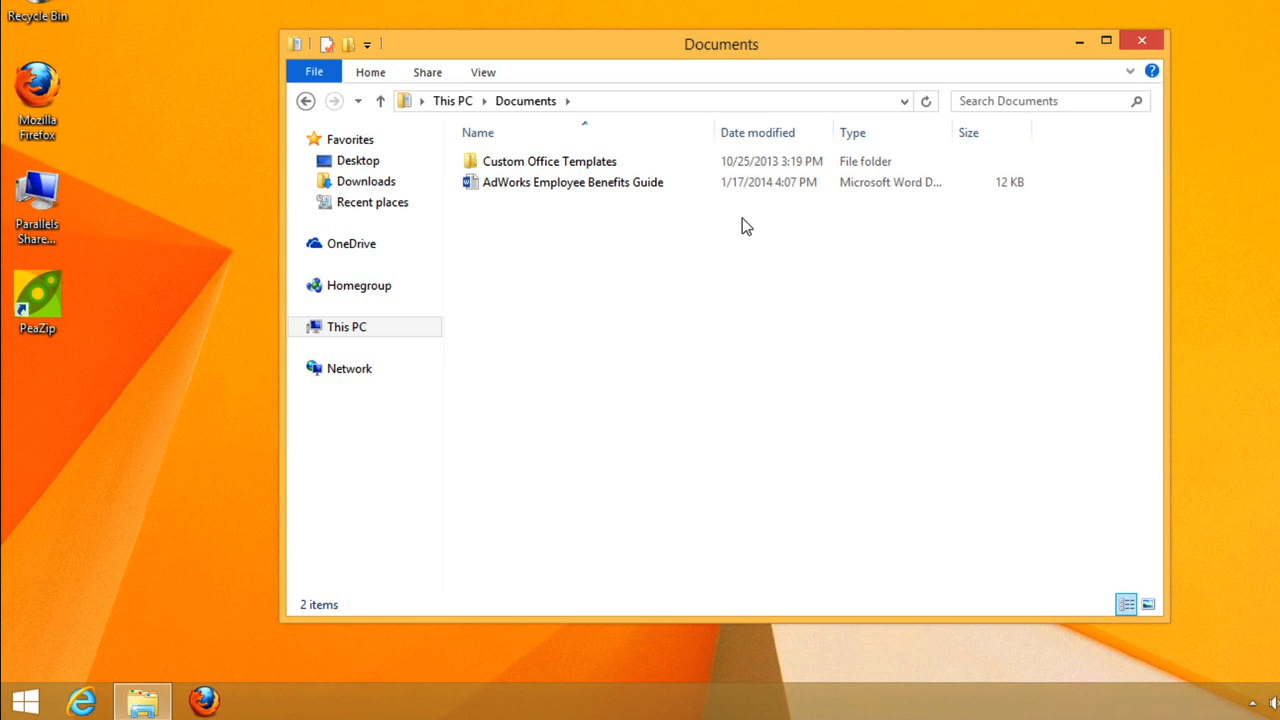 Recycle Bin
Mozilla
Firefox
Parallels
Share...
PeaZip
Documents
File Home Share View
This PC Documents
Search Documents
Name Date modified Type Size
Custom Office Templates 10/25/2013 3:19 PM File folder
AdWorks Employee Benefits Guide 1/17/2014 4:07 PM Microsoft Word D... 12 KB
Favorites
Desktop
Downloads
Recent places
OneDrive
Homegroup
This PC
Network
2 items